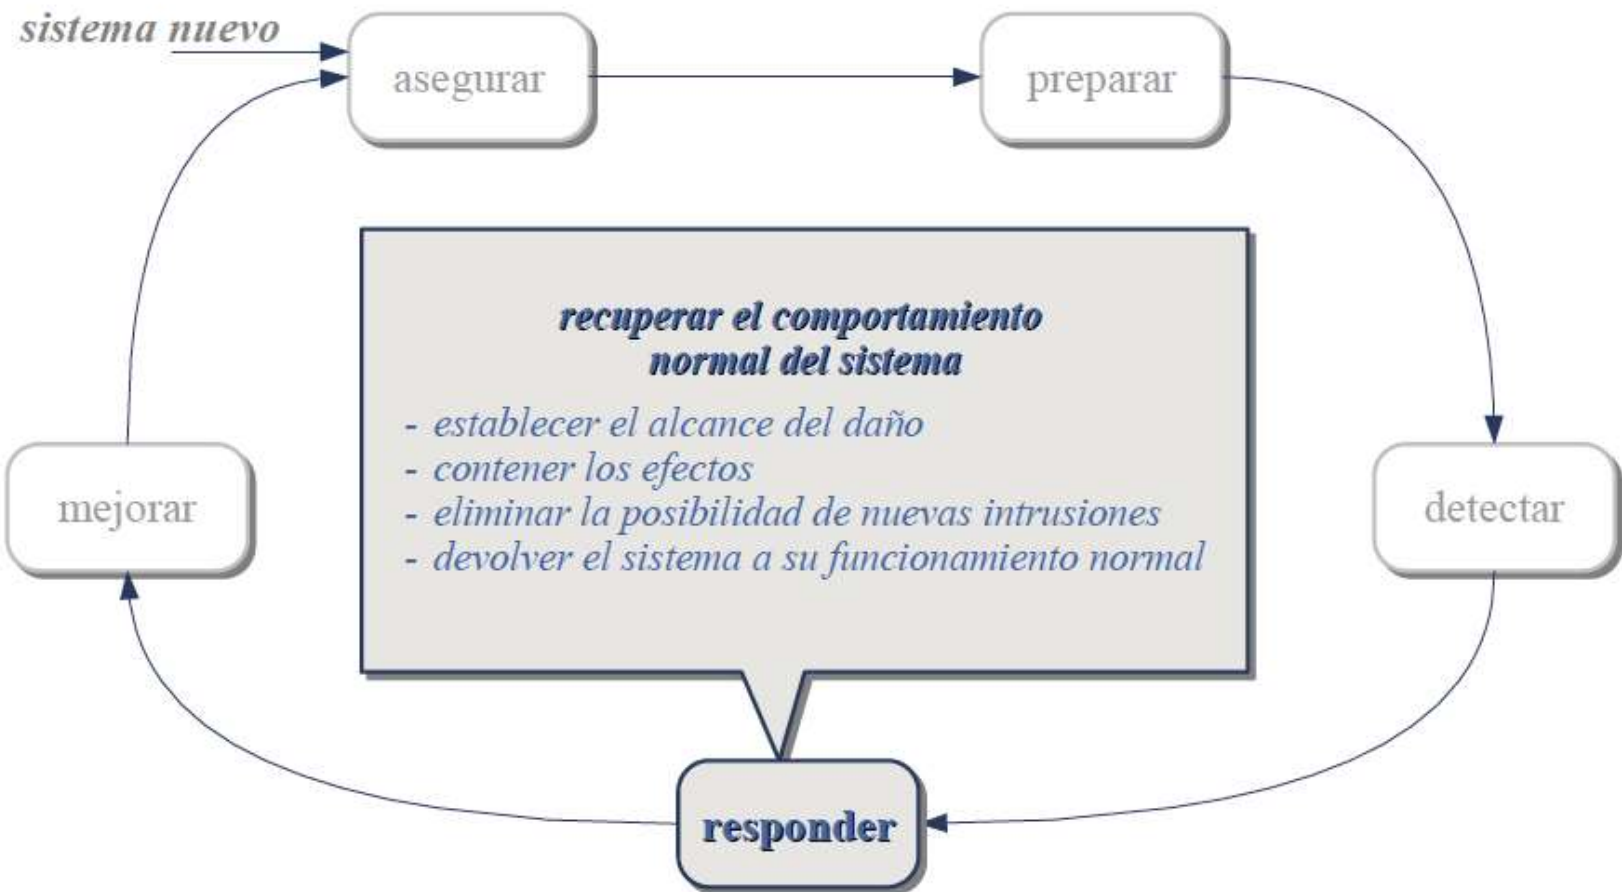 sistema nuevo
asegurar
preparar
recuperar el comportamiento
normal del sistema
- establecer el alcance del daño
- contener los efectos
- eliminar la posibilidad de nuevas intrusiones
- devolver el sistema a su funcionamiento normal
mejorar
detectar
responder